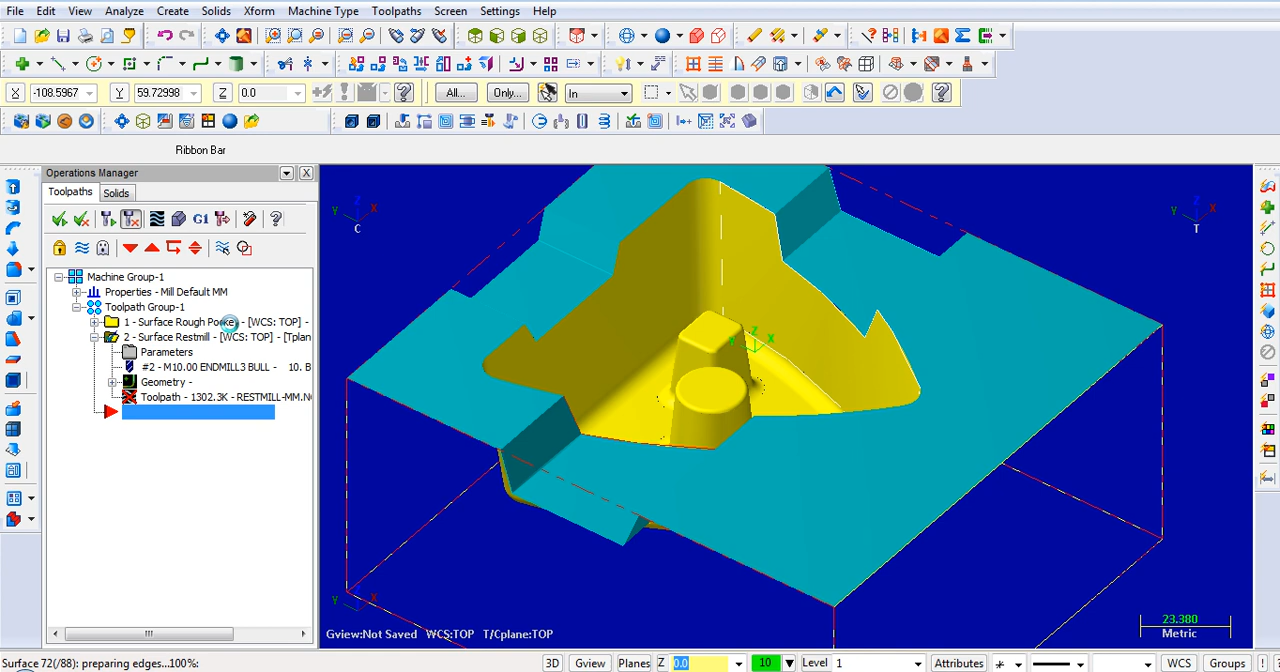 File Edit View Analyze Create Solids Xform Machine Type Toolpaths Screen Settings Help
X -108.5967 Y 59.72998 Z 0.0 All... Only... In
Ribbon Bar
Operations Manager
Toolpaths Solids
G1
Machine Group-1
Properties - Mill Default MM
Toolpath Group-1
1 - Surface Rough Pocke - [WCS: TOP] -
2 - Surface Restmill - [WCS: TOP] - [Tplan
Parameters
#2 - M10.00 ENDMILL3 BULL - 10. B
Geometry -
Toolpath - 1302.3K - RESTMILL-MM.N
Z
Y X
C
Z
Y X
T
Z
Y X
Y X
Gview:Not Saved WCS:TOP T/Cplane:TOP
23.380
Metric
Surface 72(/88): preparing edges...100%: 3D Gview Planes Z 0.0 10 Level 1 Attributes WCS Groups